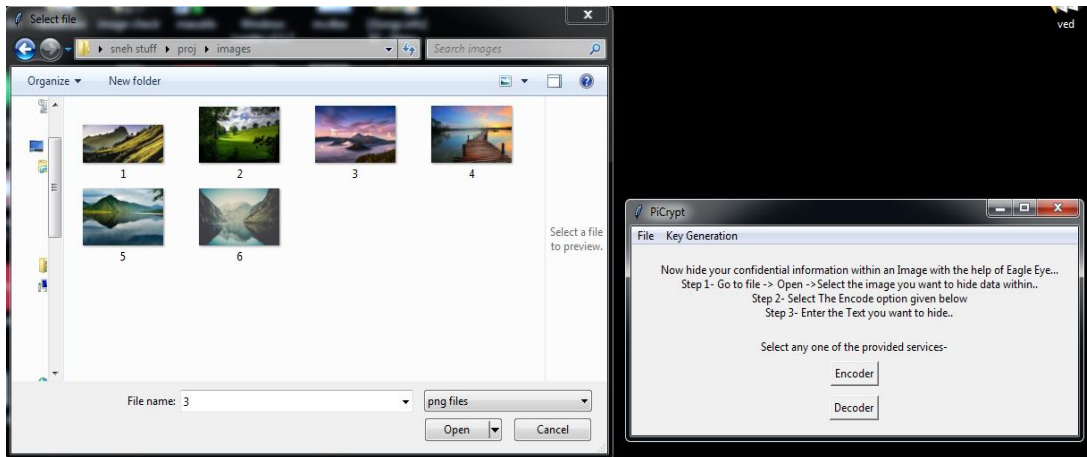 Select file
sneh stuff ▸ proj ▸ images
Search images
Organize
New folder
1
2
3
4
5
6
Select a file
to preview.
File name: 3
png files
Open
Cancel
ved
PiCrypt
File Key Generation
Now hide your confidential information within an Image with the help of Eagle Eye...
Step 1- Go to file -> Open ->Select the image you want to hide data within..
Step 2- Select The Encode option given below
Step 3- Enter the Text you want to hide..
Select any one of the provided services-
Encoder
Decoder